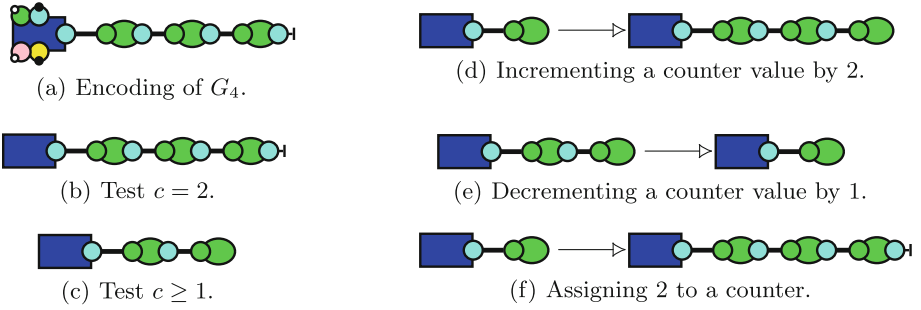 (a) Encoding of G₄.
(b) Test c = 2.
(c) Test c ≥ 1.
(d) Incrementing a counter value by 2.
(e) Decrementing a counter value by 1.
(f) Assigning 2 to a counter.